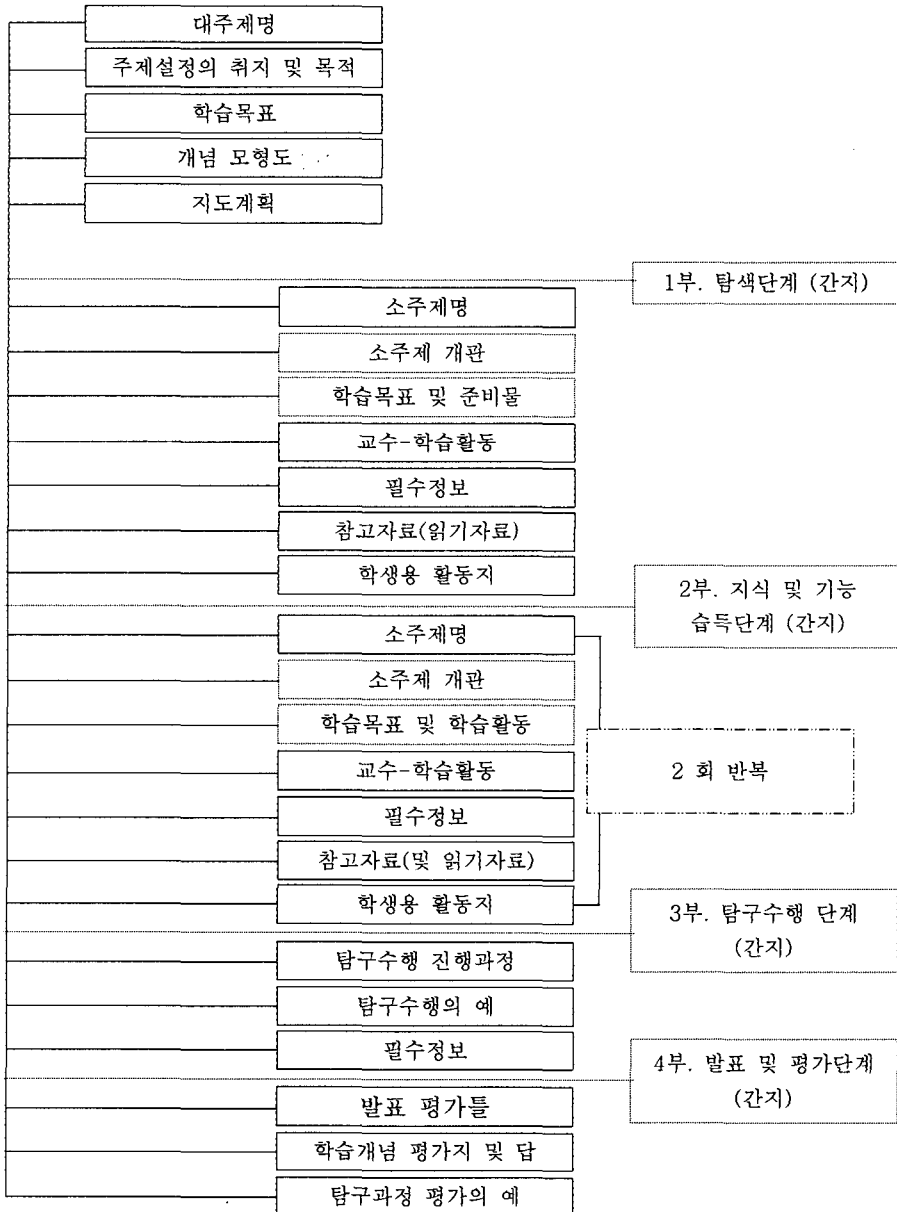 대주제명
주제설정의 취지 및 목적
학습목표
개념 모형도
지도계획
1부. 탐색단계 (간지)
소주제명
소주제 개관
학습목표 및 준비물
교수-학습활동
필수정보
참고자료(읽기자료)
학생용 활동지
2부. 지식 및 기능
습득단계 (간지)
소주제명
소주제 개관
학습목표 및 학습활동
교수-학습활동
2 회 반복
필수정보
참고자료(및 읽기자료)
학생용 활동지
3부. 탐구수행 단계
(간지)
탐구수행 진행과정
탐구수행의 예
필수정보
4부. 발표 및 평가단계
(간지)
발표 평가틀
학습개념 평가지 및 답
탐구과정 평가의 예